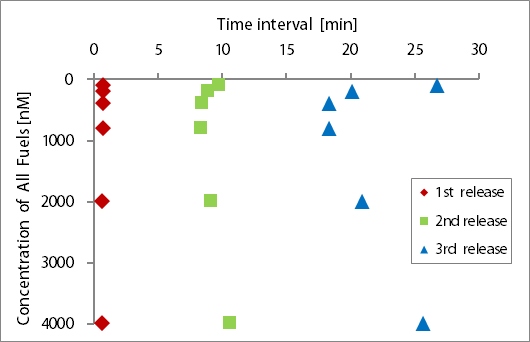 Time interval [min]
0 5 10 15 20 25 30
0
1000
2000
3000
4000
Concentration of All Fuels [nM]
1st release
2nd release
3rd release